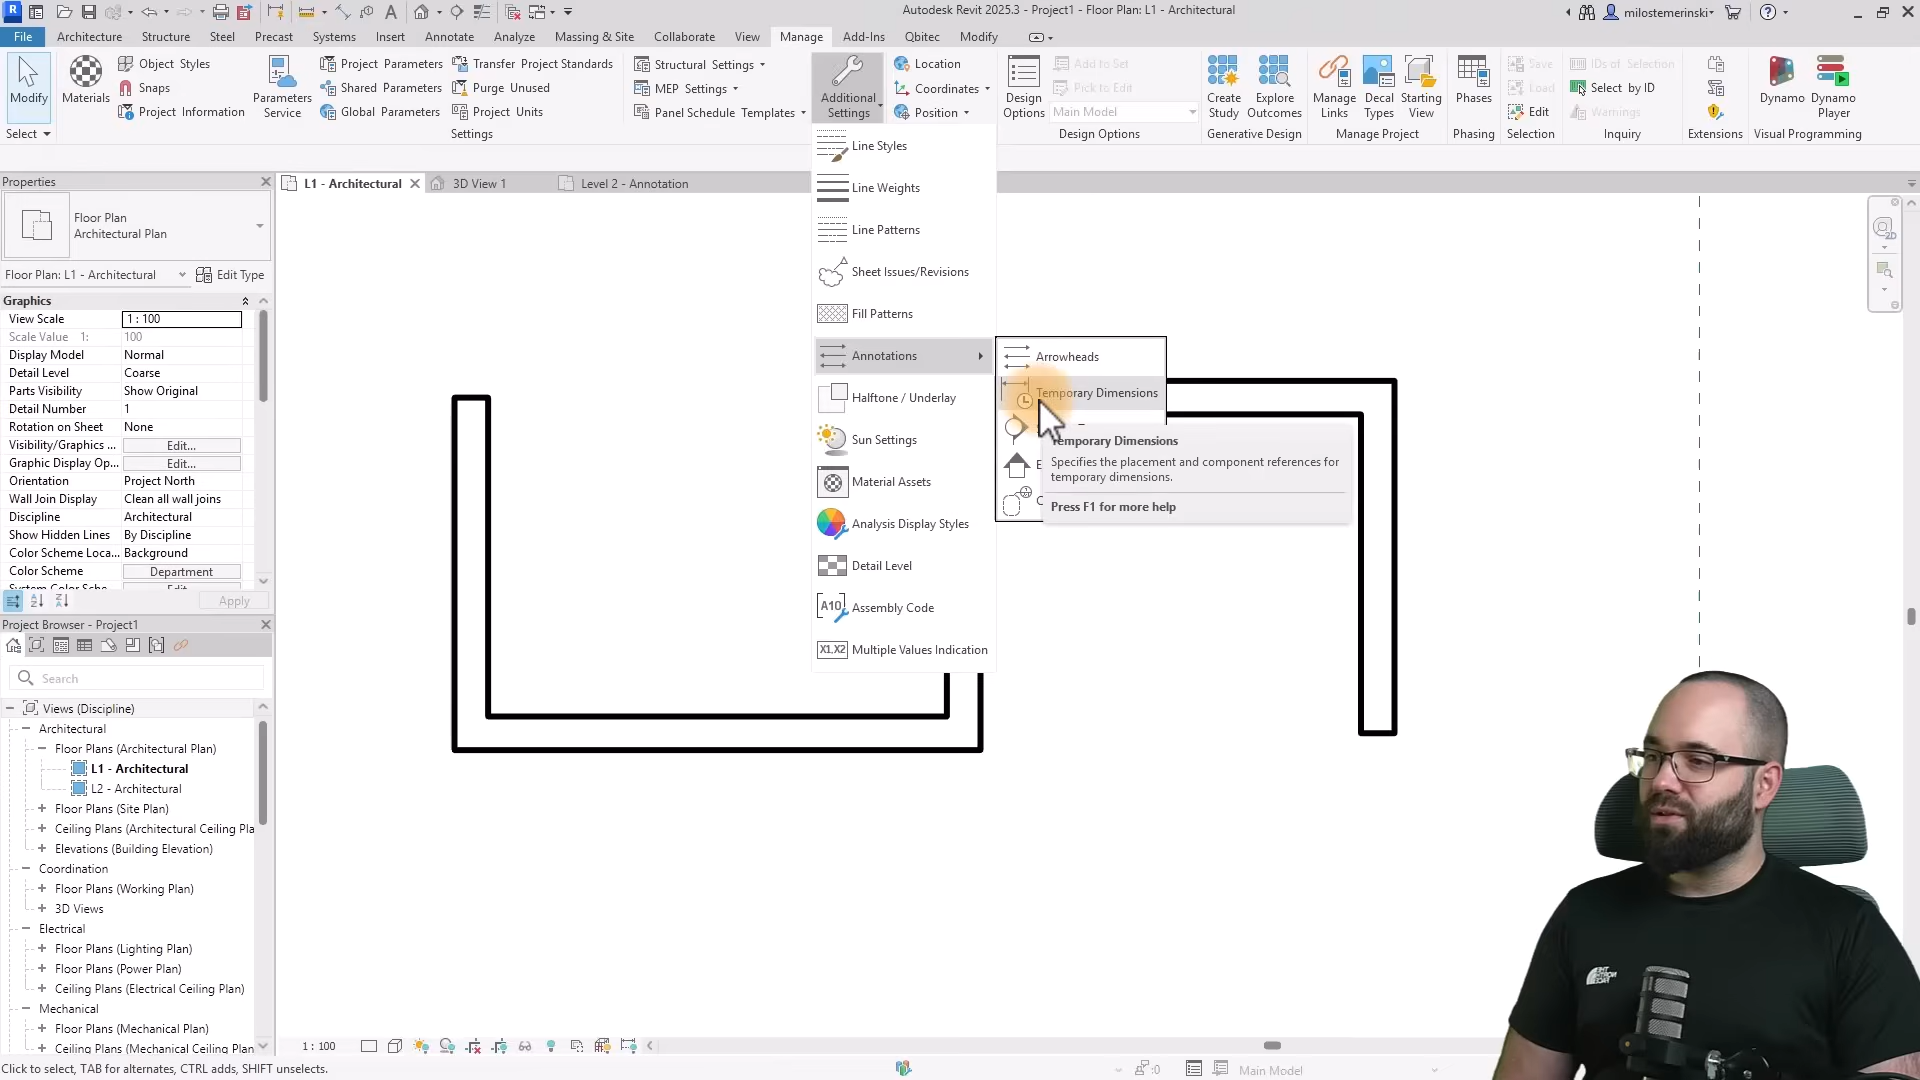 Autodesk Revit 2025.3 - Project1 - Floor Plan: L1 - Architectural
milostemerinski
File
Architecture
Structure
Steel
Precast
Systems
Insert
Annotate
Analyze
Massing & Site
Collaborate
View
Manage
Add-Ins
Qbitec
Modify
Modify
Select
Materials
Object Styles
Snaps
Project Information
Parameters Service
Project Parameters
Shared Parameters
Global Parameters
Transfer Project Standards
Purge Unused
Project Units
Settings
Structural Settings
MEP Settings
Panel Schedule Templates
Additional Settings
Location
Coordinates
Position
Design Options
Add to Set
Pick to Edit
Main Model
Design Options
Create Study
Explore Outcomes
Generative Design
Manage Links
Decal Types
Starting View
Manage Project
Phases
Phasing
Save
Load
Edit
Selection
IDs of Selection
Select by ID
Warnings
Inquiry
Extensions
Dynamo
Dynamo Player
Visual Programming
Properties
Floor Plan
Architectural Plan
Floor Plan: L1 - Architectural
Edit Type
Graphics
View Scale 1 : 100
Scale Value 1: 100
Display Model Normal
Detail Level Coarse
Parts Visibility Show Original
Detail Number 1
Rotation on Sheet None
Visibility/Graphics ... Edit...
Graphic Display Op... Edit...
Orientation Project North
Wall Join Display Clean all wall joins
Discipline Architectural
Show Hidden Lines By Discipline
Color Scheme Loca... Background
Color Scheme Department
Apply
Project Browser - Project1
Search
Views (Discipline)
Architectural
Floor Plans (Architectural Plan)
L1 - Architectural
L2 - Architectural
Floor Plans (Site Plan)
Ceiling Plans (Architectural Ceiling Pla
Elevations (Building Elevation)
Coordination
Floor Plans (Working Plan)
3D Views
Electrical
Floor Plans (Lighting Plan)
Floor Plans (Power Plan)
Ceiling Plans (Electrical Ceiling Plan)
Mechanical
Floor Plans (Mechanical Plan)
Ceiling Plans (Mechanical Ceiling Plan
L1 - Architectural
3D View 1
Level 2 - Annotation
Line Styles
Line Weights
Line Patterns
Sheet Issues/Revisions
Fill Patterns
Annotations
Halftone / Underlay
Sun Settings
Material Assets
Analysis Display Styles
Detail Level
A10 Assembly Code
X1,X2 Multiple Values Indication
Arrowheads
Temporary Dimensions
Temporary Dimensions
Specifies the placement and component references for
temporary dimensions.
Press F1 for more help
2D
THE NORTH FACE
1 : 100
Click to select, TAB for alternates, CTRL adds, SHIFT unselects.
:0
Main Model